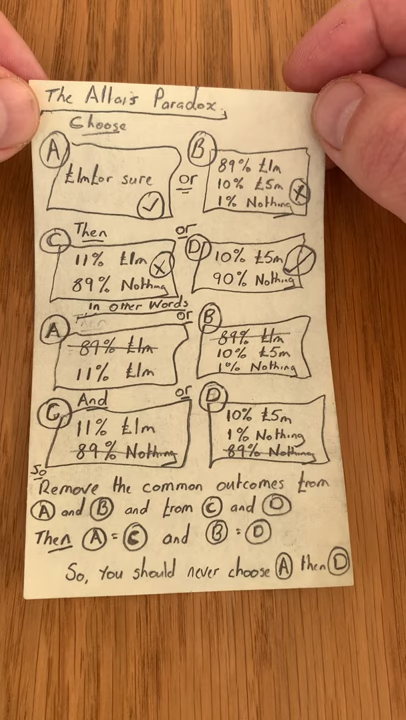 The Allais Paradox.
Choose
A £1m for sure
or
B 89% £1m
10% £5m
1% Nothing
Then
C 11% £1m
89% Nothing
or
D 10% £5m
90% Nothing
in other words
A 89% £1m
11% £1m
or
B 89% £1m
10% £5m
1% Nothing
And
C 11% £1m
89% Nothing
or
D 10% £5m
1% Nothing
89% Nothing
So
Remove the common outcomes from
A and B and from C and D
Then A = C and B = D
So, you should never choose A then D